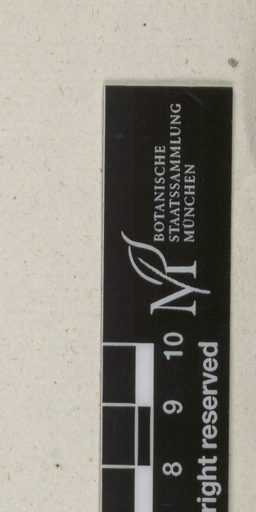 BOTANISCHE
STAATSSAMMLUNG
MÜNCHEN
M
10
9
8
right reserved